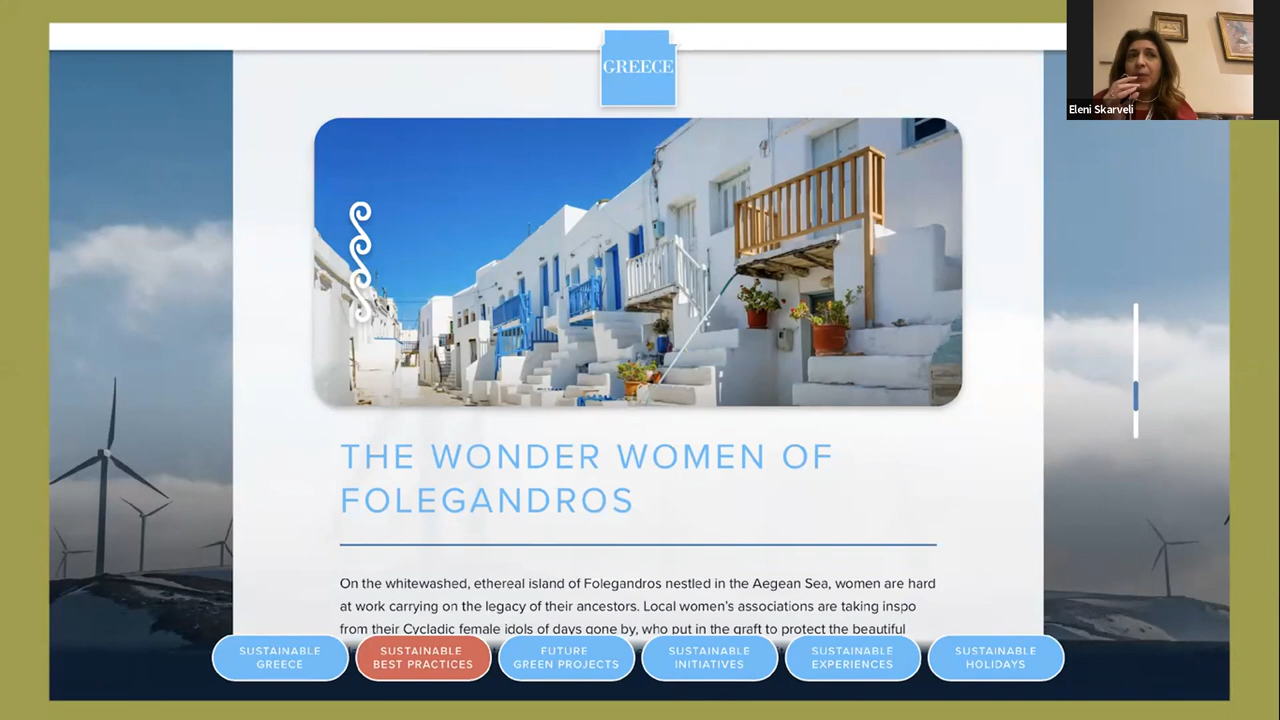 GREECE
Eleni Skarveli
THE WONDER WOMEN OF
FOLEGANDROS
On the whitewashed, ethereal island of Folegandros nestled in the Aegean Sea, women are hard
at work carrying on the legacy of their ancestors. Local women's associations are taking inspo
from their Cycladic female idols of days gone by, who put in the graft to protect the beautiful
SUSTAINABLE
GREECE
SUSTAINABLE
BEST PRACTICES
FUTURE
GREEN PROJECTS
SUSTAINABLE
INITIATIVES
SUSTAINABLE
EXPERIENCES
SUSTAINABLE
HOLIDAYS